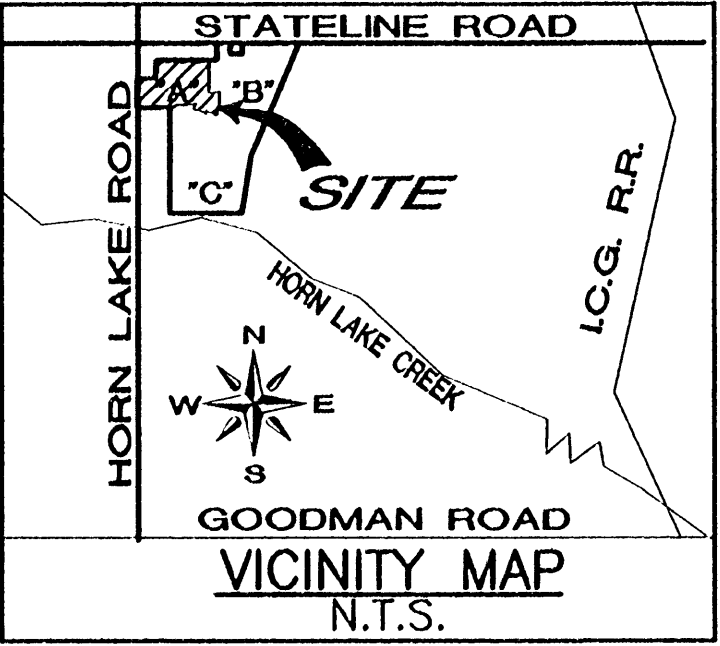 STATELINE ROAD
"A"
"B"
"C"
SITE
HORN LAKE ROAD
I.C.G. R.R.
HORN LAKE CREEK
N
W
E
S
GOODMAN ROAD
VICINITY MAP
N.T.S.